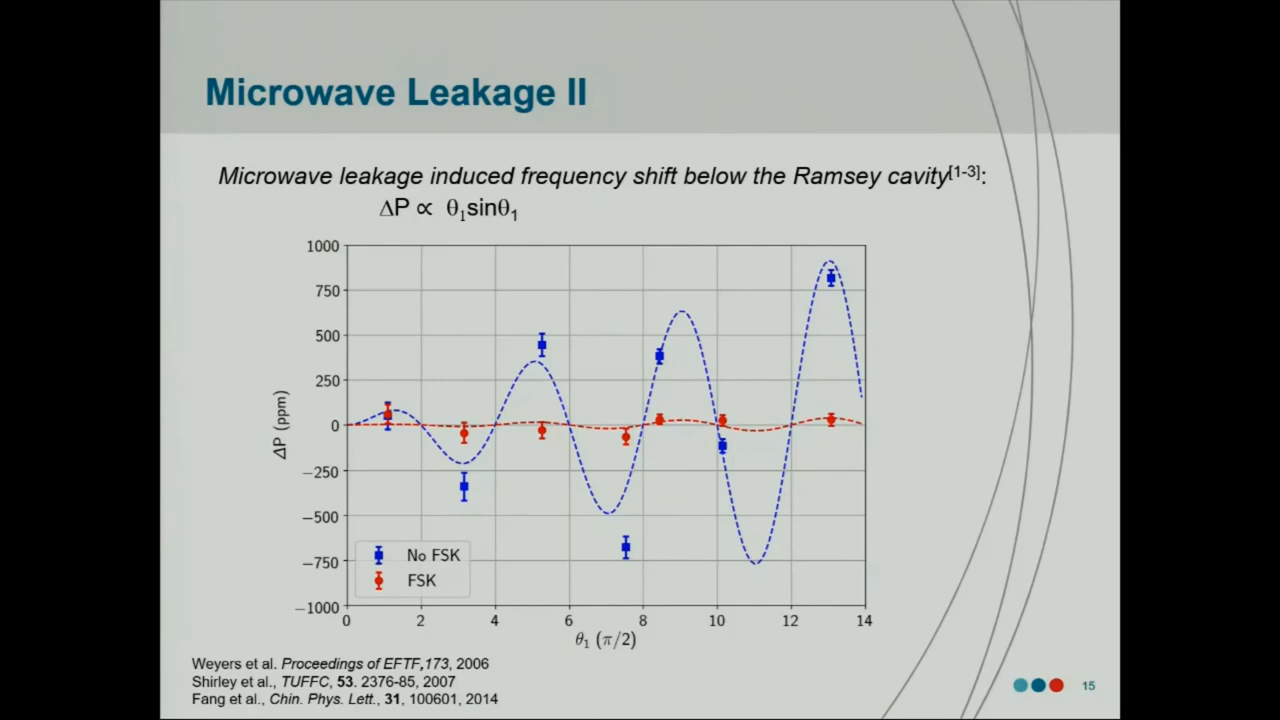 Microwave Leakage II
Microwave leakage induced frequency shift below the Ramsey cavity[1-3]:
ΔP ∝ θ₁sinθ₁
1000
750
500
250
0
−250
−500
−750
−1000
ΔP (ppm)
No FSK
FSK
0 2 4 6 8 10 12 14
θ₁ (π/2)
Weyers et al. Proceedings of EFTF,173, 2006
Shirley et al., TUFFC, 53. 2376-85, 2007
Fang et al., Chin. Phys. Lett., 31, 100601, 2014
15